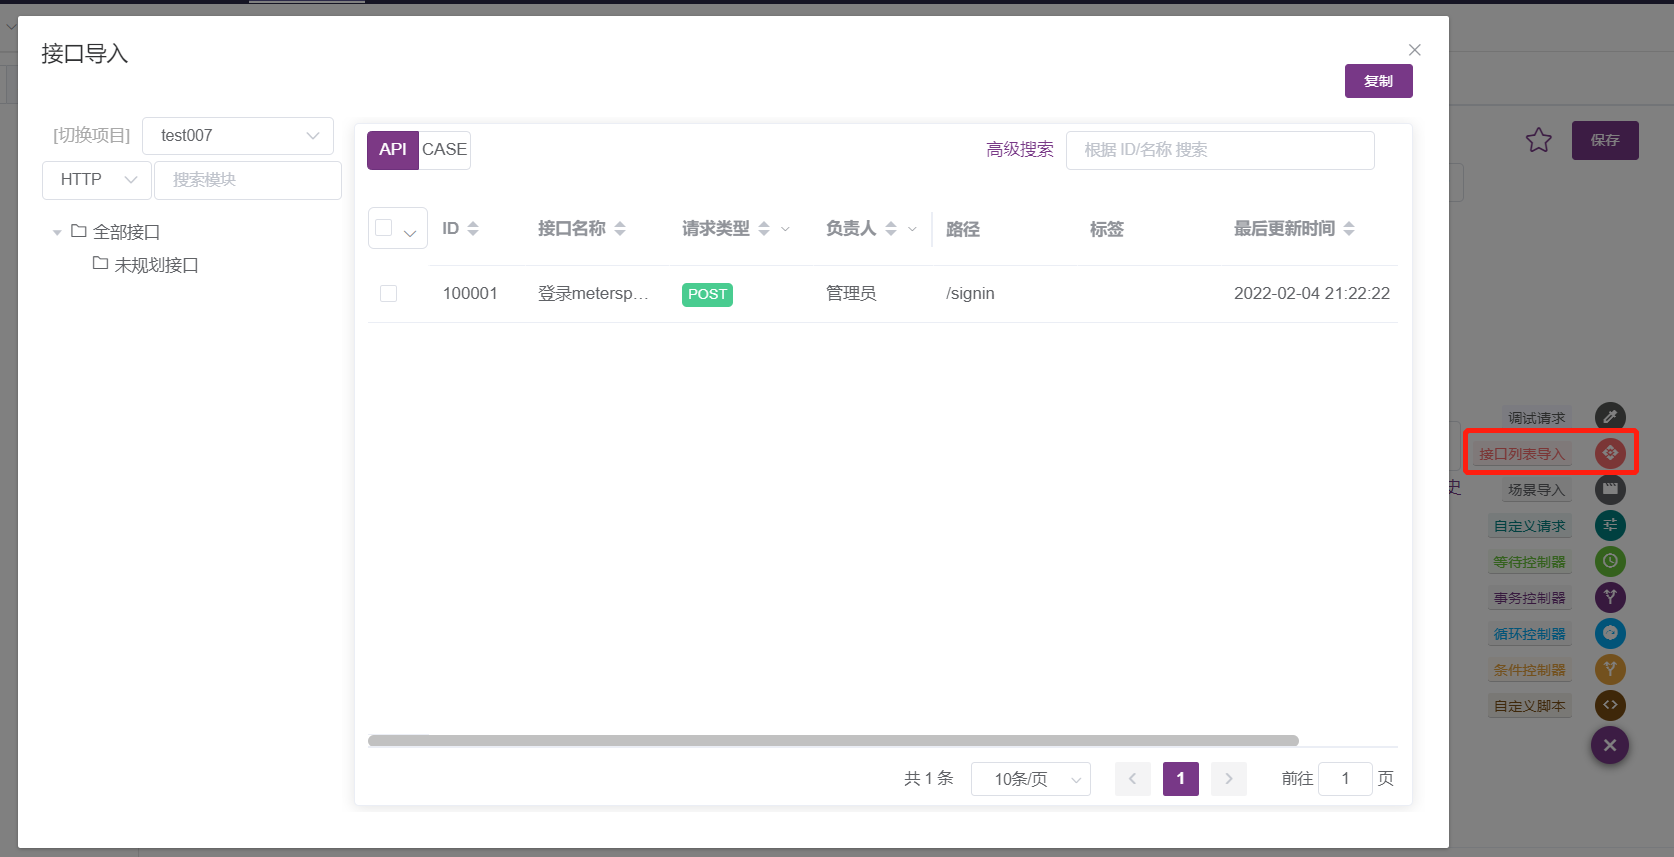 接口导入
复制
[切换项目] test007
HTTP 搜索模块
全部接口
未规划接口
API CASE 高级搜索 根据 ID/名称 搜索
ID 接口名称 请求类型 负责人 路径 标签 最后更新时间
100001 登录metersp... POST 管理员 /signin 2022-02-04 21:22:22
共 1 条 10条/页 1 前往 1 页
保存
调试请求
接口列表导入
史
场景导入
自定义请求
等待控制器
事务控制器
循环控制器
条件控制器
自定义脚本